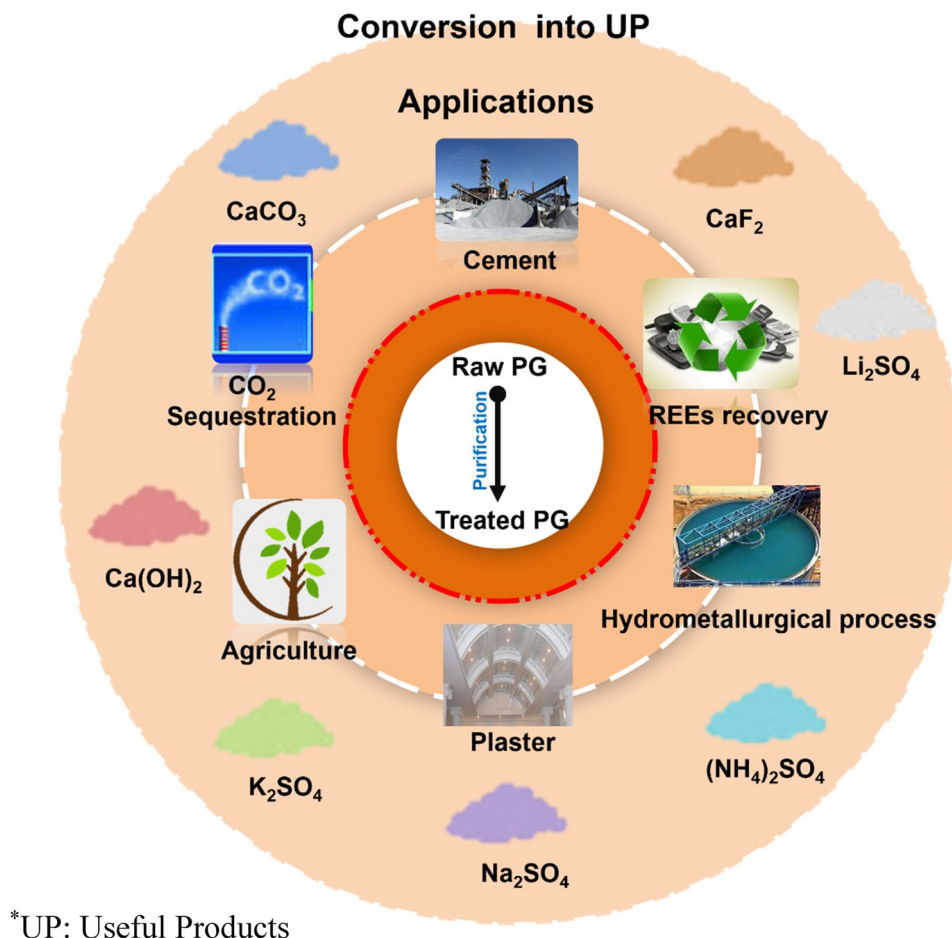 Conversion into UP
Applications
CaCO₃
Cement
CaF₂
CO₂
CO₂
Sequestration
Raw PG
Purification
Treated PG
REEs recovery
Li₂SO₄
Ca(OH)₂
Agriculture
Hydrometallurgical process
Plaster
K₂SO₄
(NH₄)₂SO₄
Na₂SO₄
*UP: Useful Products